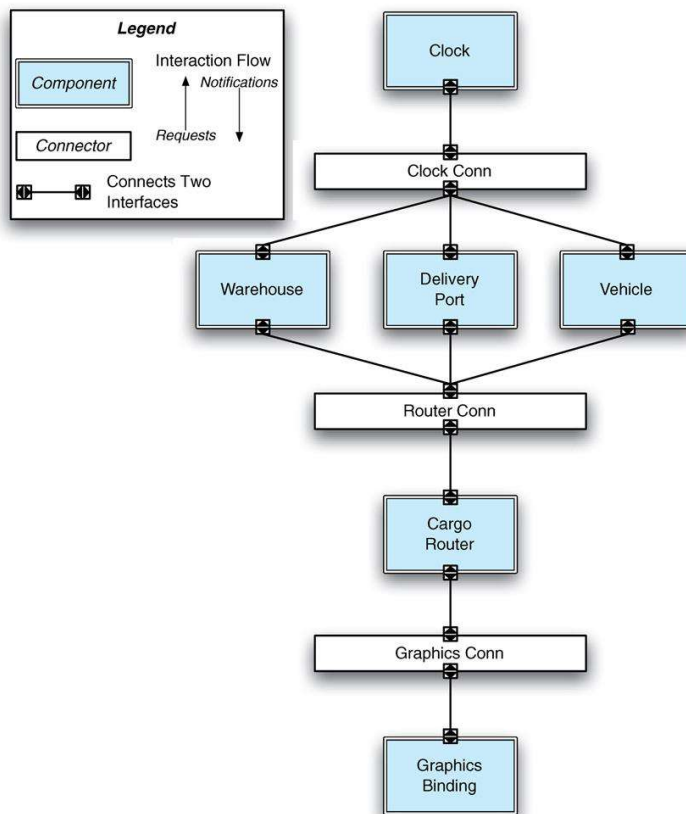 Legend
Component
Interaction Flow
Notifications
Requests
Connector
Connects Two
Interfaces
Clock
Clock Conn
Warehouse
Delivery
Port
Vehicle
Router Conn
Cargo
Router
Graphics Conn
Graphics
Binding